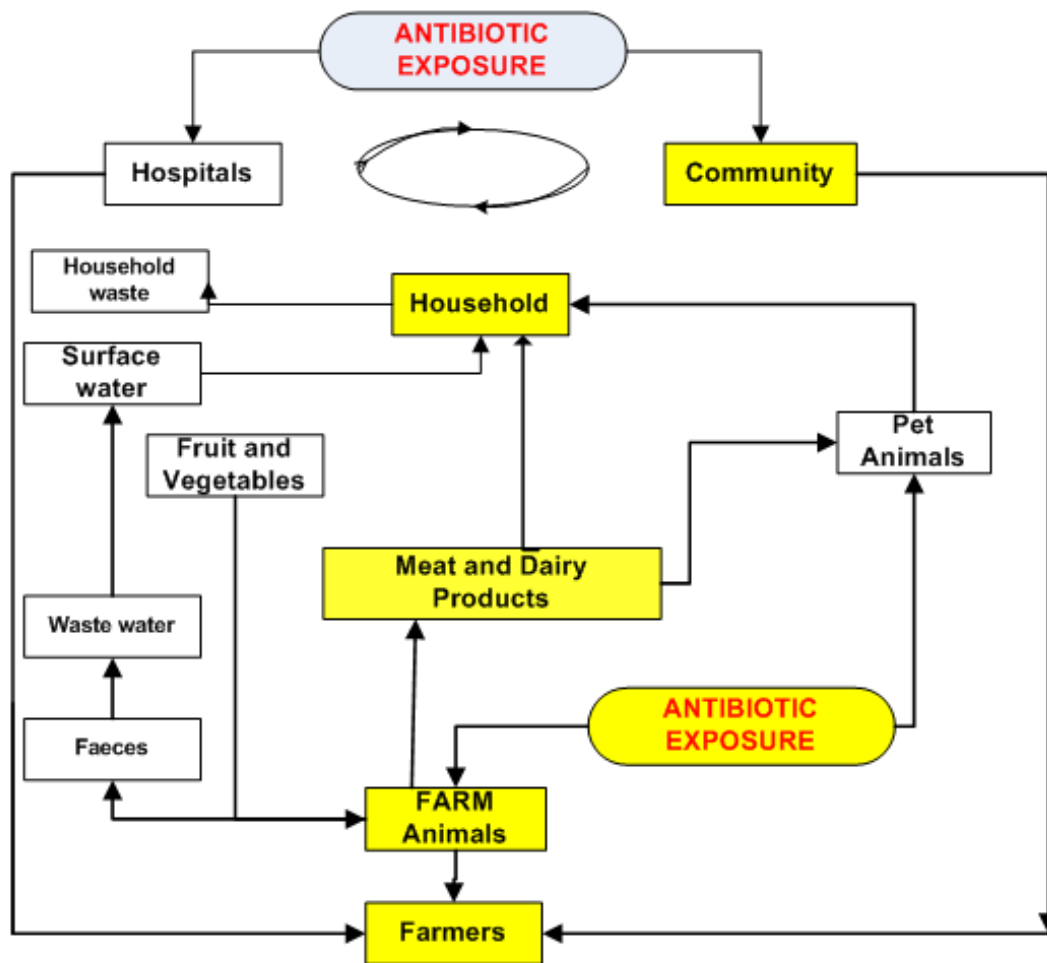 ANTIBIOTIC
EXPOSURE
Hospitals
Community
Household
waste
Household
Surface
water
Fruit and
Vegetables
Pet
Animals
Meat and Dairy
Products
Waste water
ANTIBIOTIC
EXPOSURE
Faeces
FARM
Animals
Farmers